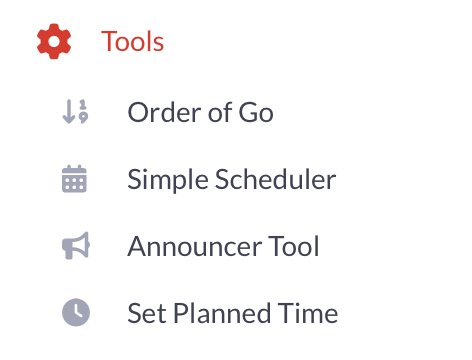 Tools
Order of Go
Simple Scheduler
Announcer Tool
Set Planned Time